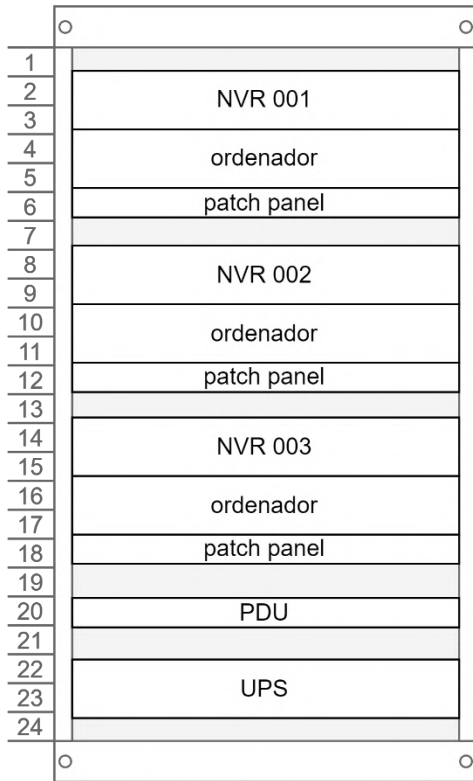 1
2
NVR 001
3
4
ordenador
5
6
patch panel
7
8
NVR 002
9
10
ordenador
11
12
patch panel
13
14
NVR 003
15
16
ordenador
17
18
patch panel
19
20
PDU
21
22
UPS
23
24